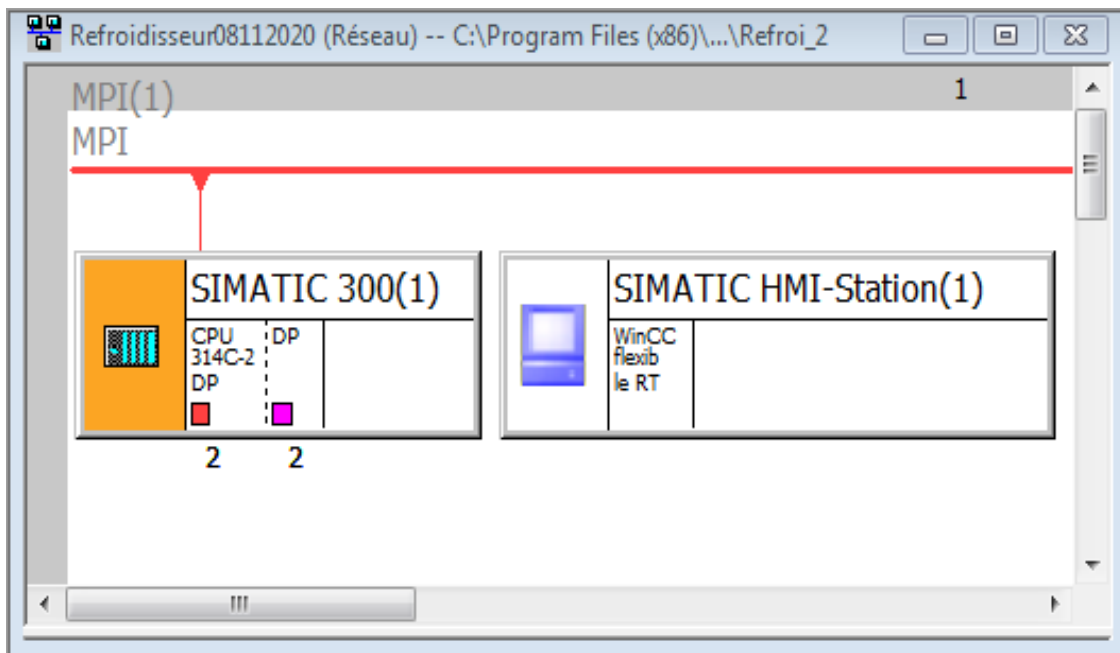 Refroidisseur08112020 (Réseau) -- C:\Program Files (x86)\...\Refroi_2
MPI(1)
1
MPI
SIMATIC 300(1)
CPU
314C-2
DP
DP
2
2
SIMATIC HMI-Station(1)
WinCC
flexib
le RT